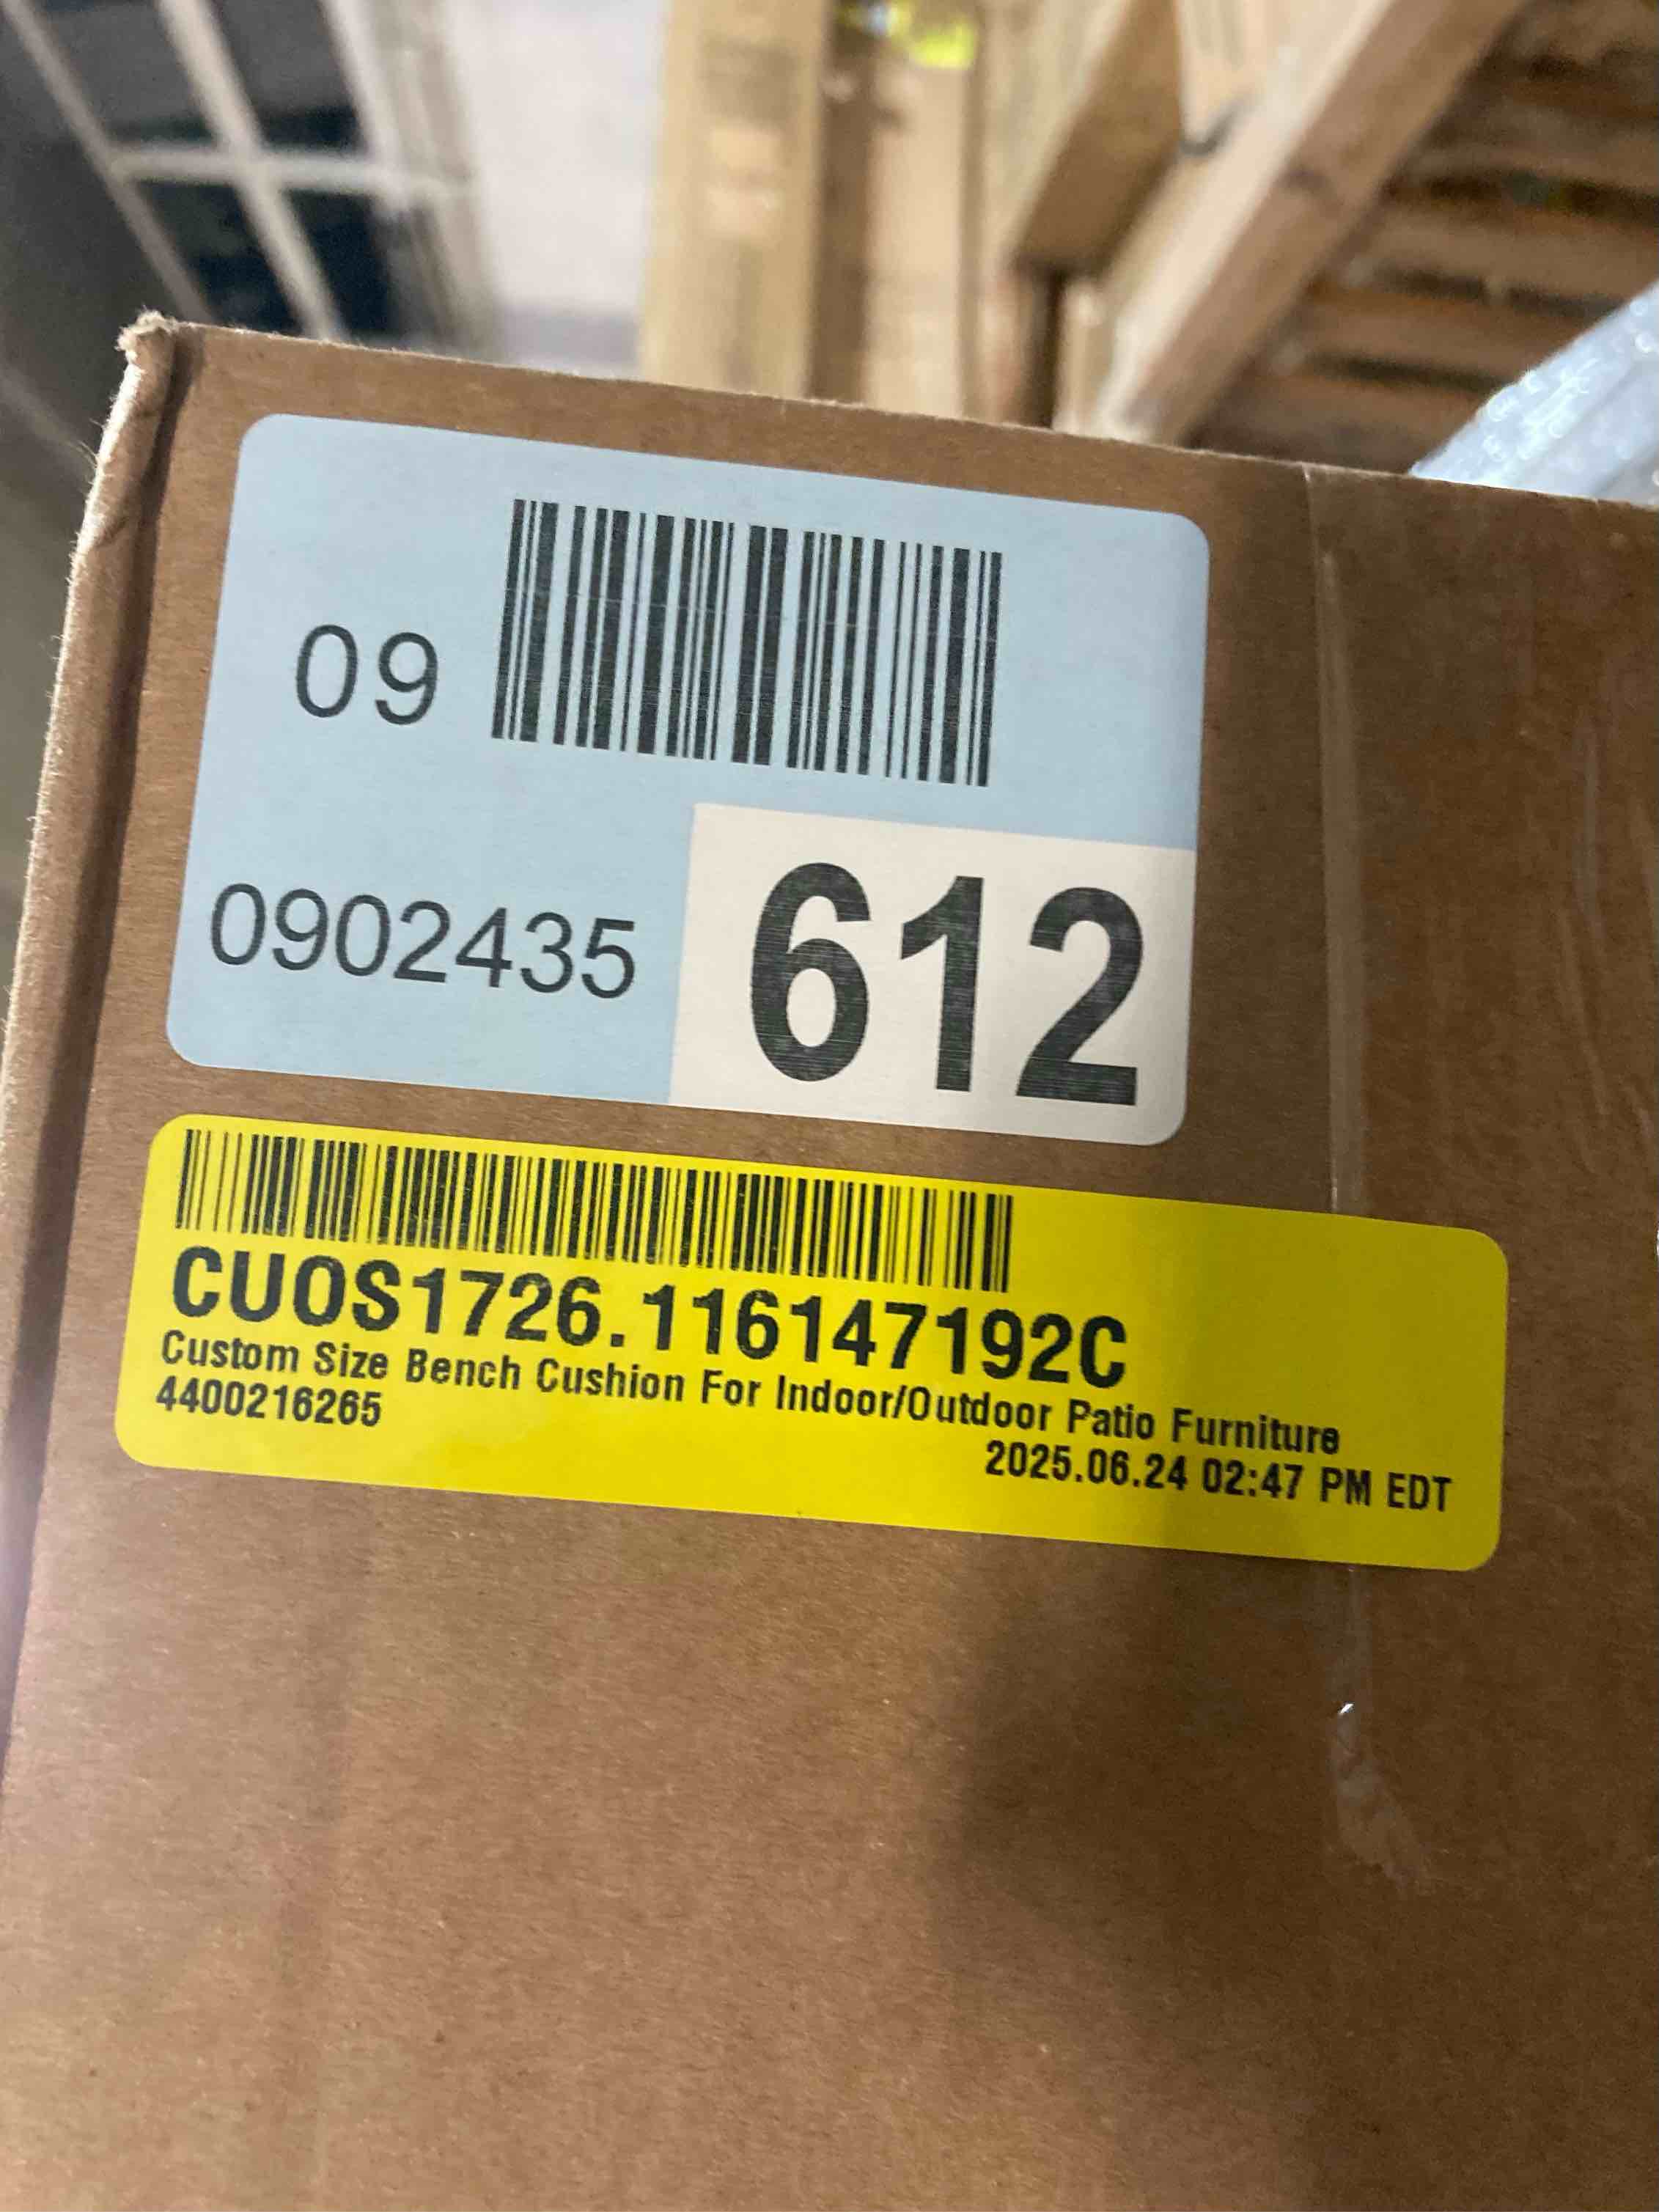 09
0902435
612
CUOS1726.116147192C
Custom Size Bench Cushion For Indoor/Outdoor Patio Furniture
4400216265
2025.06.24 02:47 PM EDT